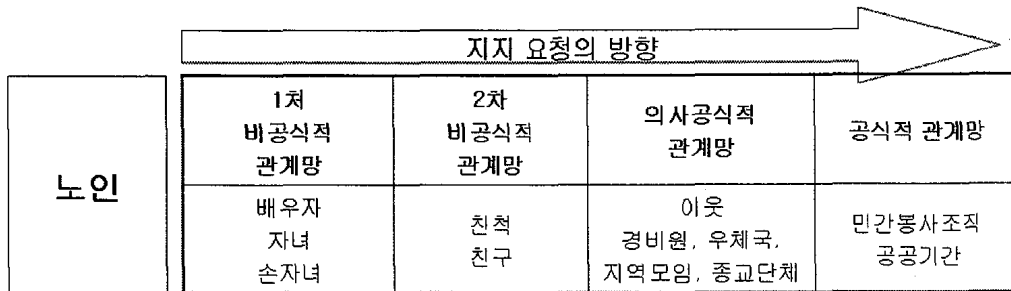 지지 요청의 방향
노인
1처
비공식적
관계망
2차
비공식적
관계망
의사공식적
관계망
공식적 관계망
배우자
자녀
손자녀
친척
친구
이웃
경비원, 우체국,
지역모임, 종교단체
민간봉사조직
공공기간